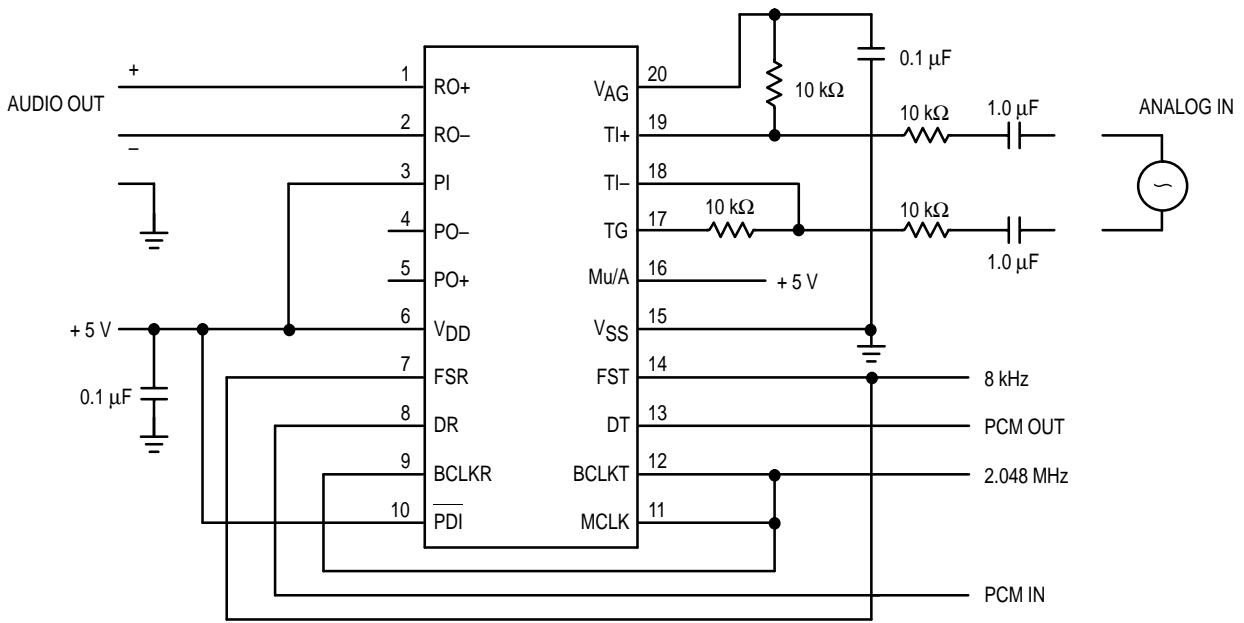 AUDIO OUT
+
–
+ 5 V
0.1 μF
1 RO+
2 RO–
3 PI
4 PO–
5 PO+
6 VDD
7 FSR
8 DR
9 BCLKR
10 PDI
VAG 20
TI+ 19
TI– 18
TG 17
Mu/A 16
VSS 15
FST 14
DT 13
BCLKT 12
MCLK 11
10 kΩ
0.1 μF
10 kΩ
1.0 μF
ANALOG IN
10 kΩ
10 kΩ
1.0 μF
+ 5 V
8 kHz
PCM OUT
2.048 MHz
PCM IN